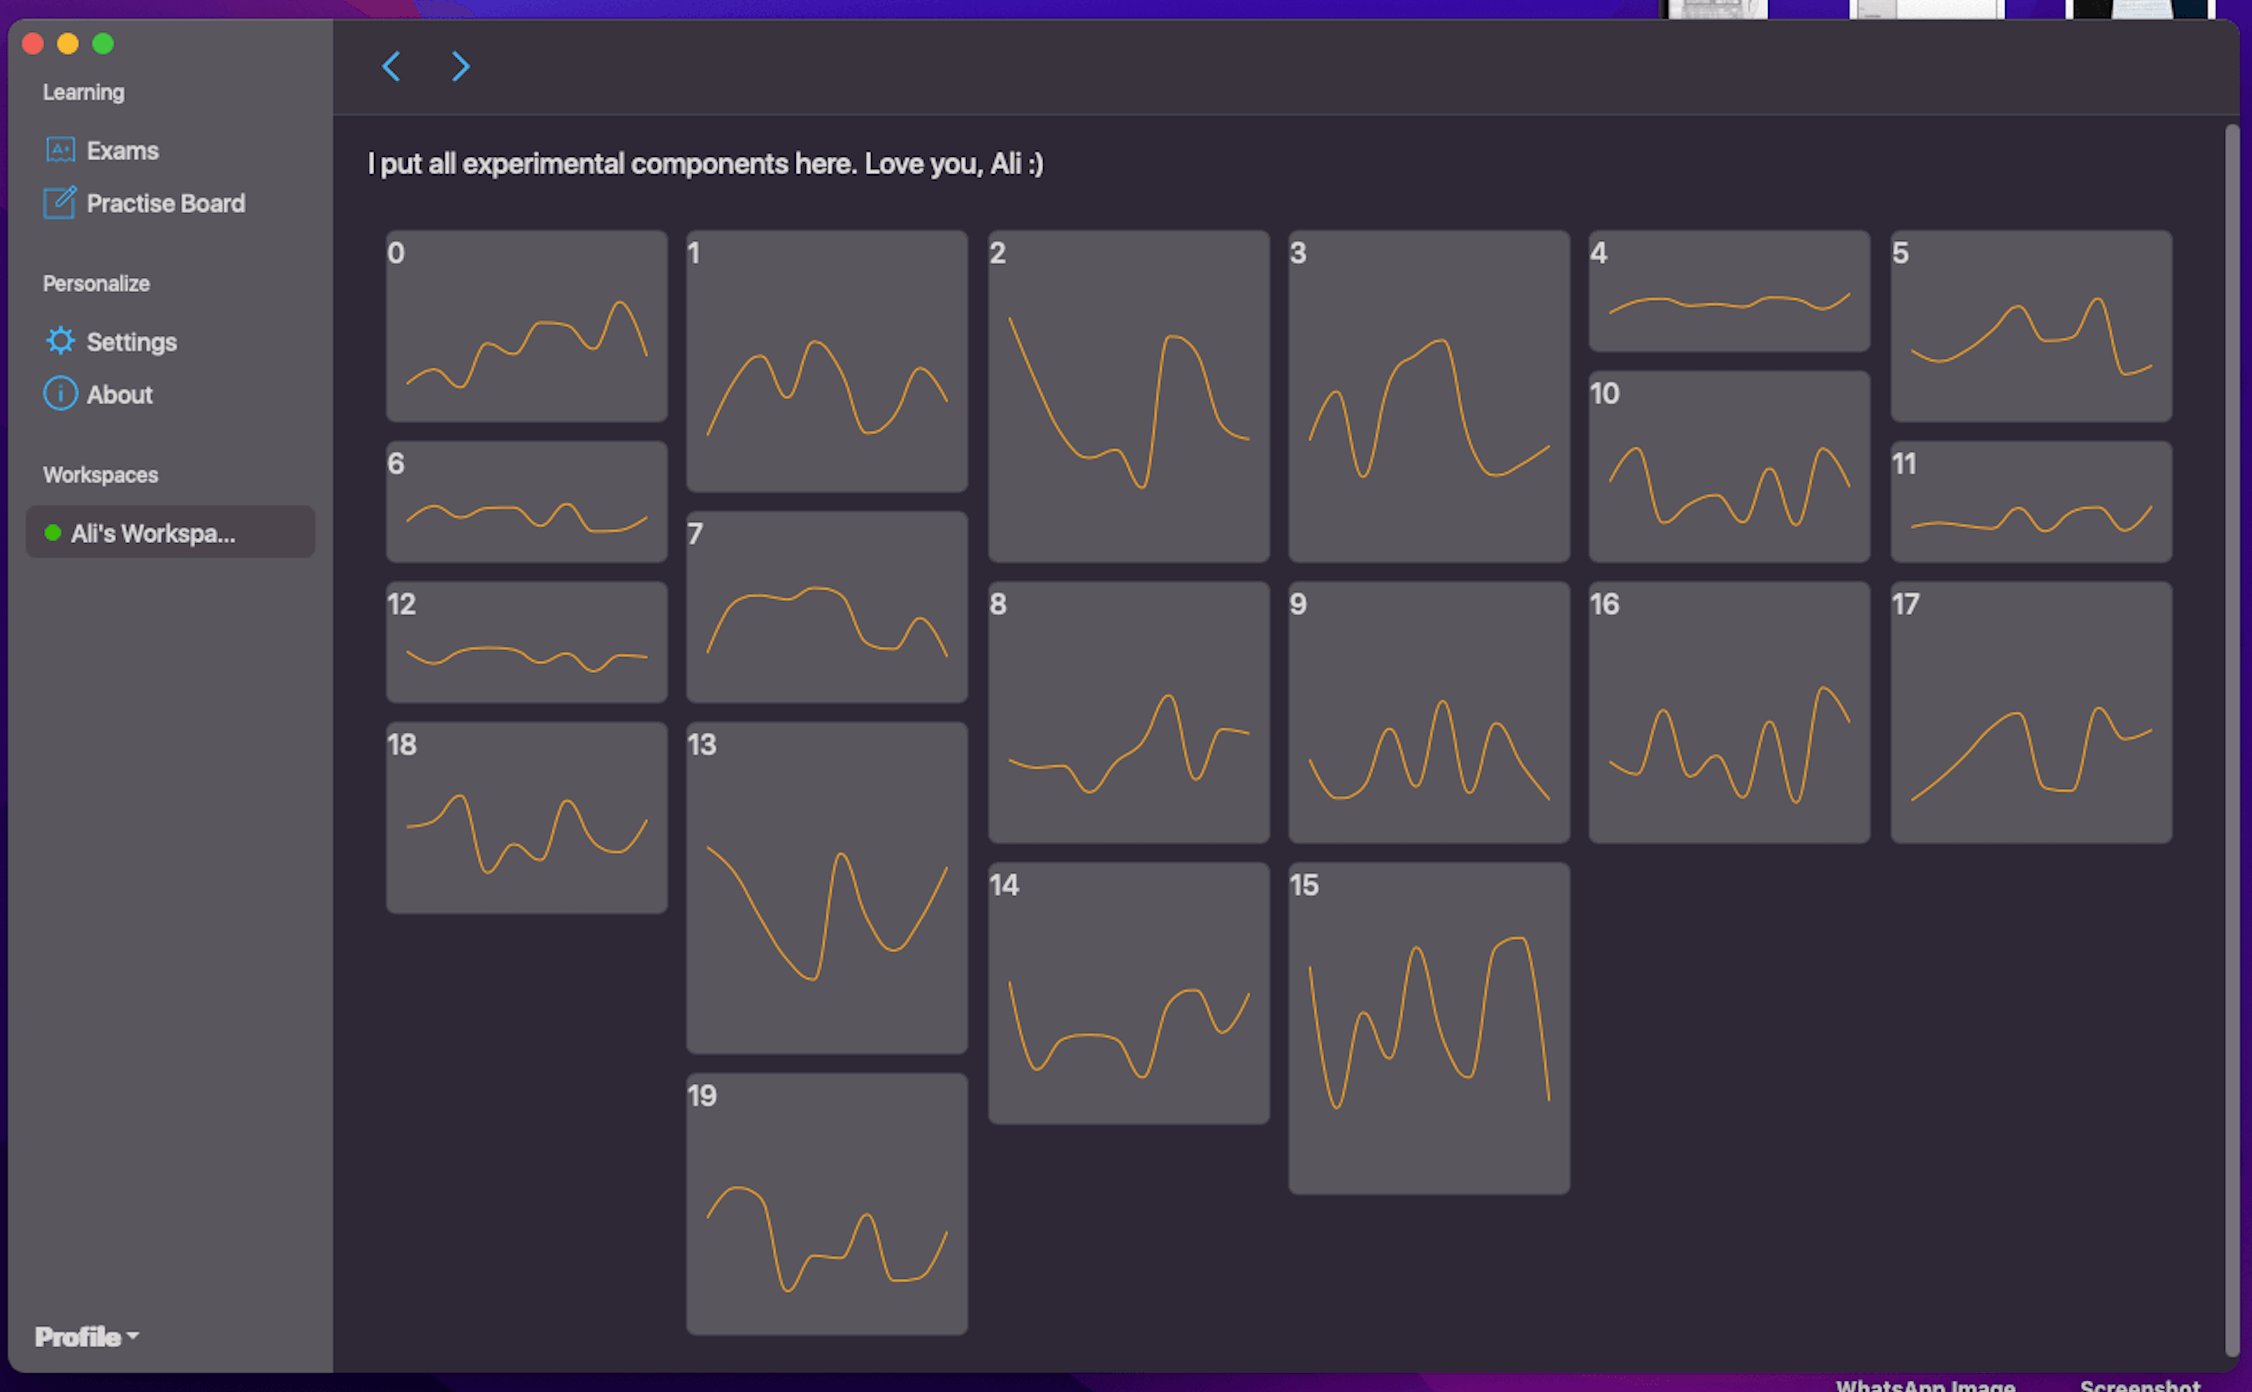 Learning
Exams
Practise Board
Personalize
Settings
About
Workspaces
Ali's Workspa...
Profile
I put all experimental components here. Love you, Ali :)
0
1
2
3
4
5
6
7
8
9
10
11
12
13
14
15
16
17
18
19
WhatsApp Image
Screenshot